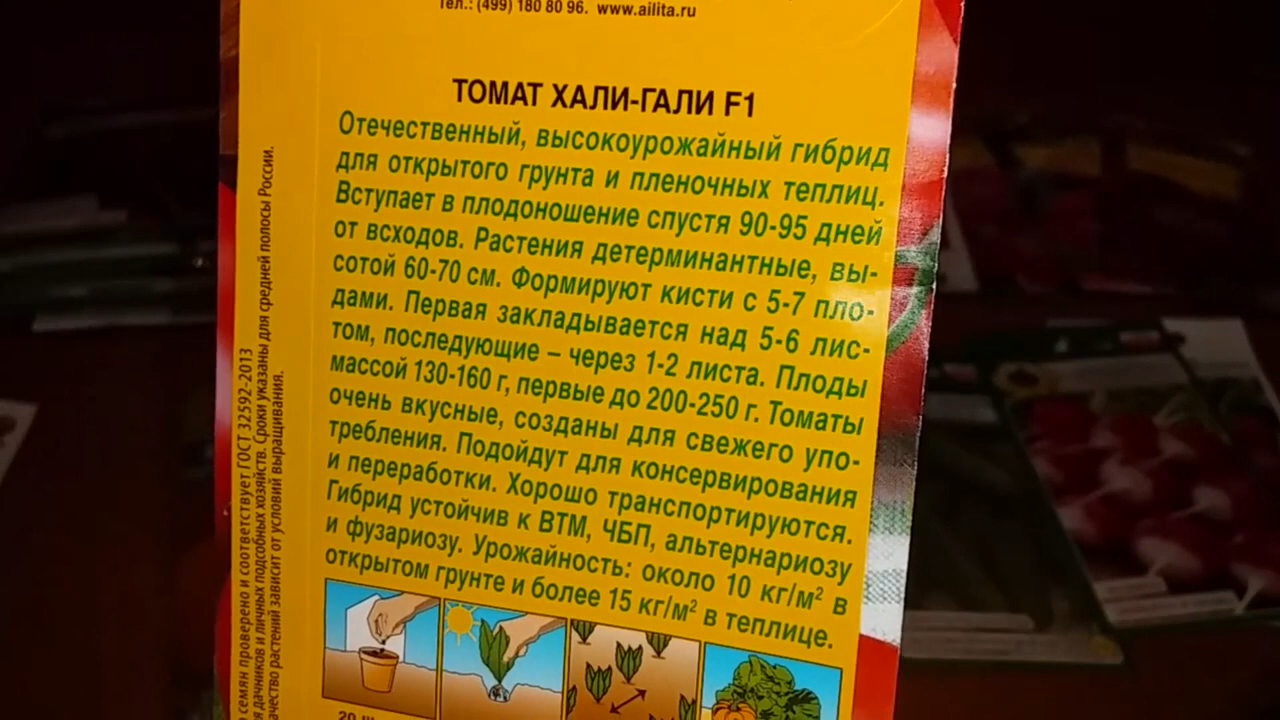 Тел.: (499) 180 80 96. www.ailita.ru
ТОМАТ ХАЛИ-ГАЛИ F1
Отечественный, высокоурожайный гибрид
для открытого грунта и пленочных теплиц.
Вступает в плодоношение спустя 90-95 дней
от всходов. Растения детерминантные, вы-
сотой 60-70 см. Формируют кисти с 5-7 пло-
дами. Первая закладывается над 5-6 лис-
том, последующие – через 1-2 листа. Плоды
массой 130-160 г, первые до 200-250 г. Томаты
очень вкусные, созданы для свежего упо-
требления. Подойдут для консервирования
и переработки. Хорошо транспортируются.
Гибрид устойчив к ВТМ, ЧБП, альтернариозу
и фузариозу. Урожайность: около 10 кг/м² в
открытом грунте и более 15 кг/м² в теплице.
семян проверено и соответствует ГОСТ 32592-2013
дачников и личных подсобных хозяйств. Сроки указаны для средней полосы России.
растений зависит от условий выращивания.